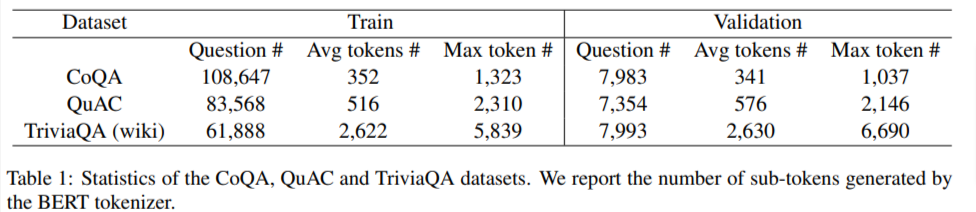 Dataset Train Validation
Question # Avg tokens # Max token # Question # Avg tokens # Max token #
CoQA 108,647 352 1,323 7,983 341 1,037
QuAC 83,568 516 2,310 7,354 576 2,146
TriviaQA (wiki) 61,888 2,622 5,839 7,993 2,630 6,690
Table 1: Statistics of the CoQA, QuAC and TriviaQA datasets. We report the number of sub-tokens generated by
the BERT tokenizer.